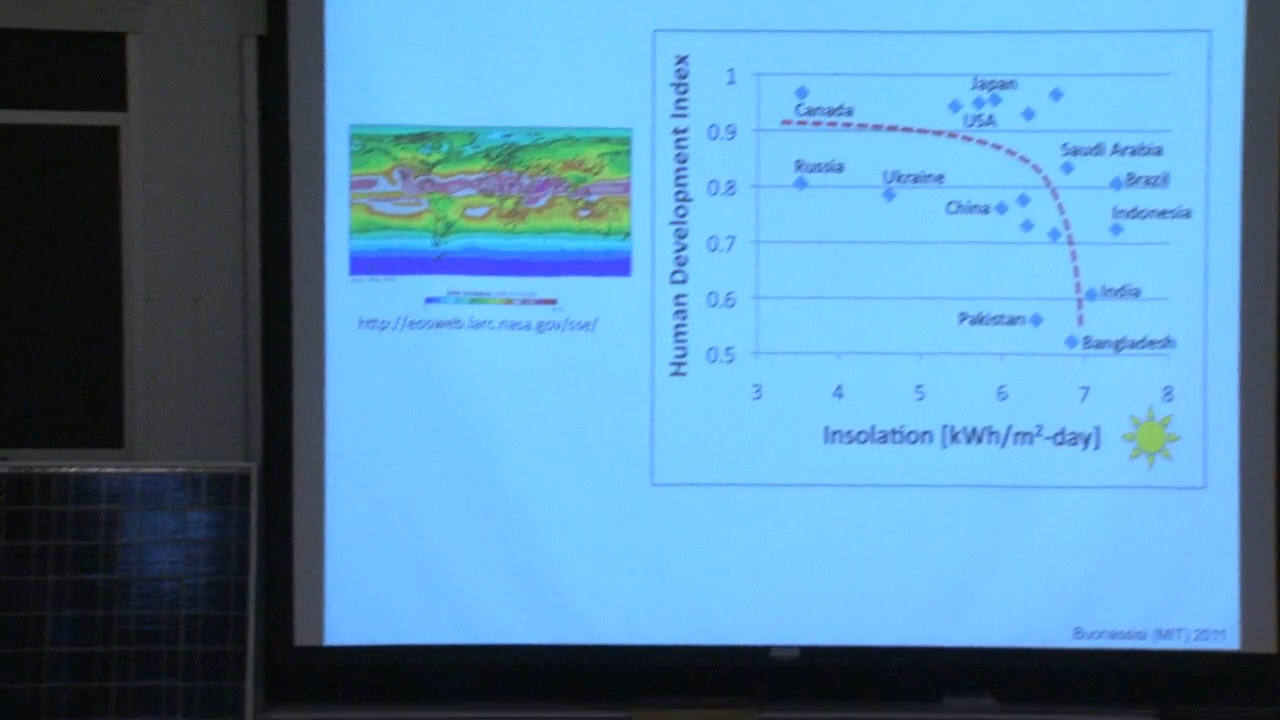 http://eosweb.larc.nasa.gov/sse/
Human Development Index
1
0.9
0.8
0.7
0.6
0.5
Japan
Canada
USA
Saudi Arabia
Russia
Ukraine
Brazil
China
Indonesia
India
Pakistan
Bangladesh
3 4 5 6 7 8
Insolation [kWh/m²-day]
Buonassisi (MIT) 2011